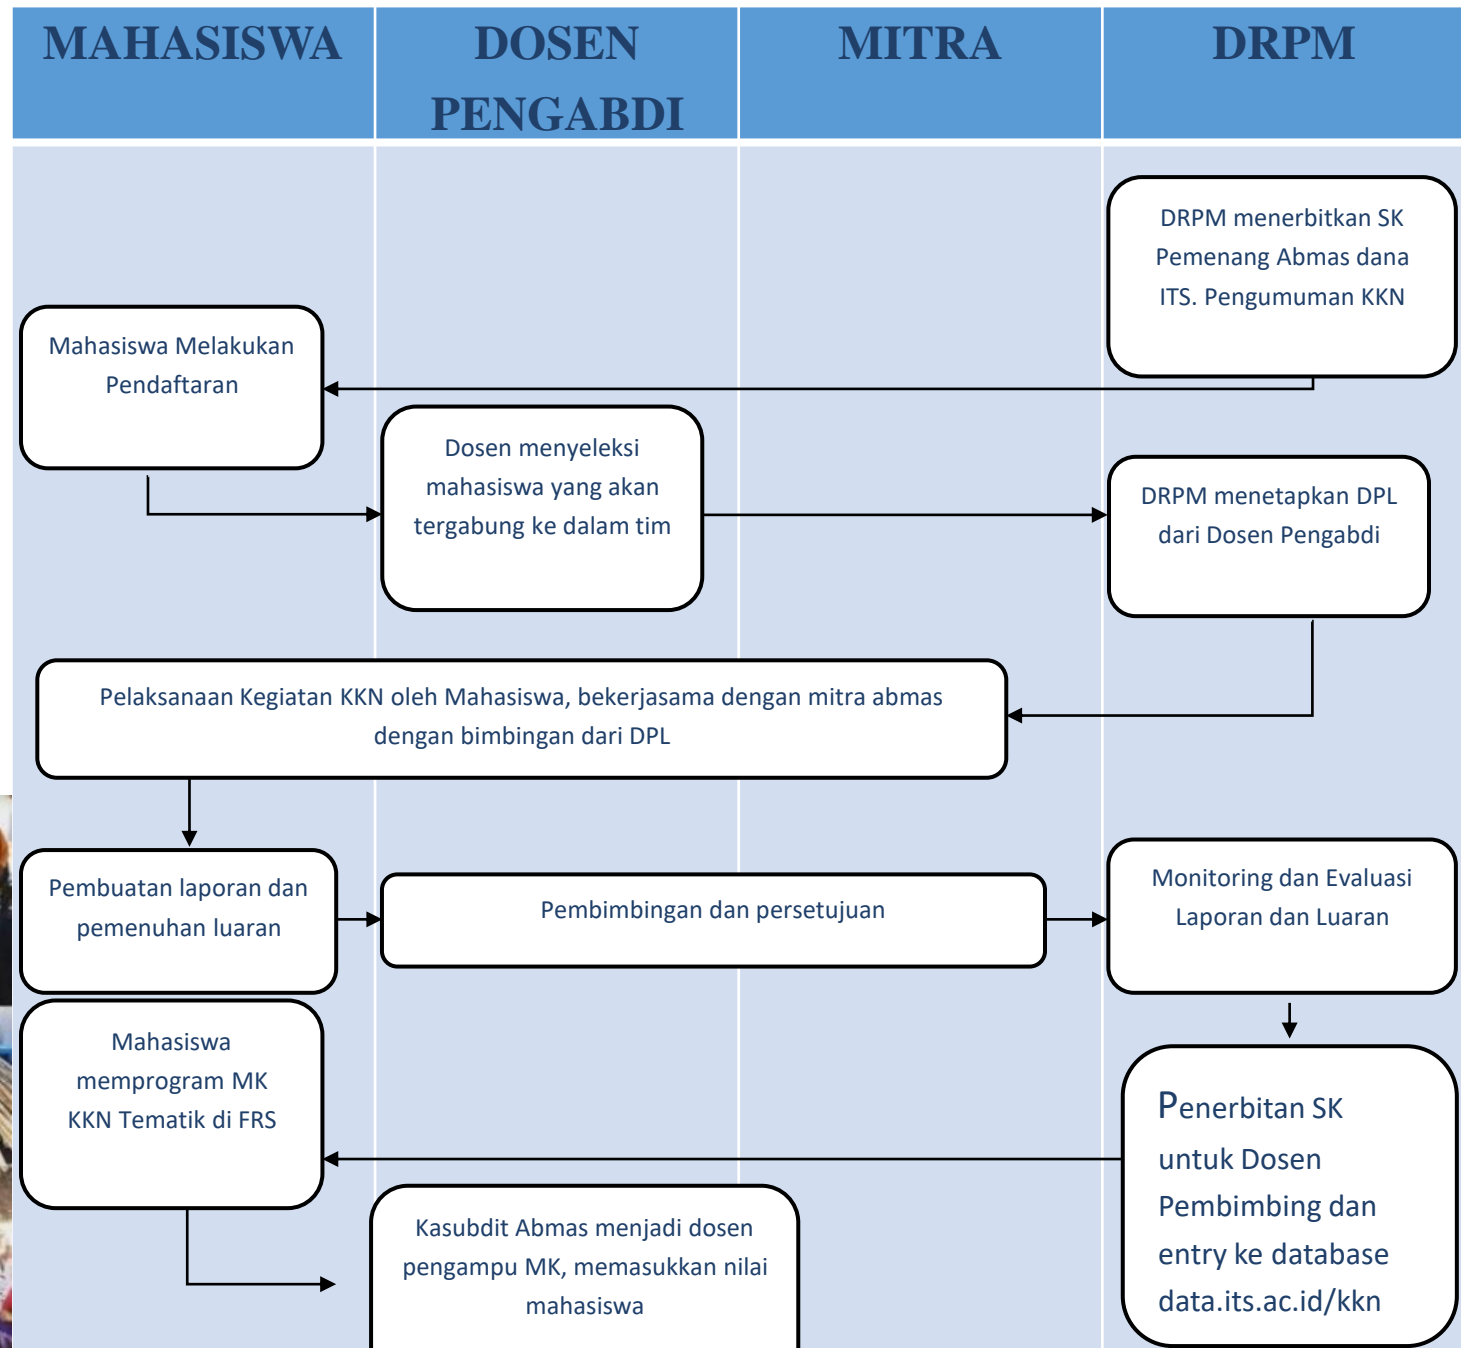 MAHASISWA
DOSEN
PENGABDI
MITRA
DRPM
DRPM menerbitkan SK
Pemenang Abmas dana
ITS. Pengumuman KKN
Mahasiswa Melakukan
Pendaftaran
Dosen menyeleksi
mahasiswa yang akan
tergabung ke dalam tim
DRPM menetapkan DPL
dari Dosen Pengabdi
Pelaksanaan Kegiatan KKN oleh Mahasiswa, bekerjasama dengan mitra abmas
dengan bimbingan dari DPL
Pembuatan laporan dan
pemenuhan luaran
Pembimbingan dan persetujuan
Monitoring dan Evaluasi
Laporan dan Luaran
Penerbitan SK
untuk Dosen
Pembimbing dan
entry ke database
data.its.ac.id/kkn
Mahasiswa
memprogram MK
KKN Tematik di FRS
Kasubdit Abmas menjadi dosen
pengampu MK, memasukkan nilai
mahasiswa